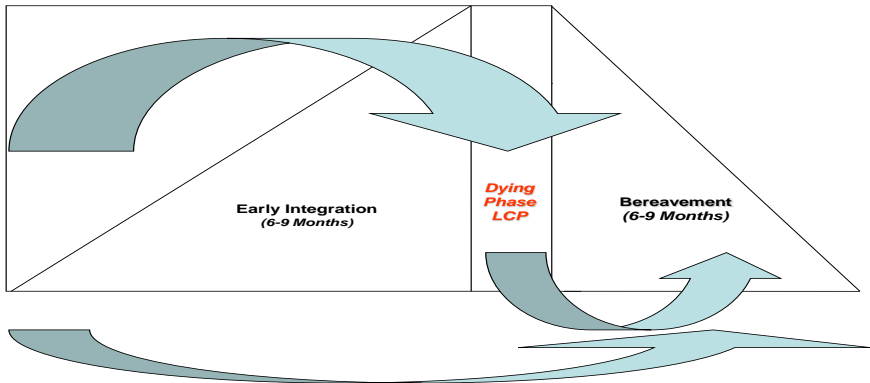 Early Integration
(6-9 Months)
Dying
Phase
LCP
Bereavement
(6-9 Months)